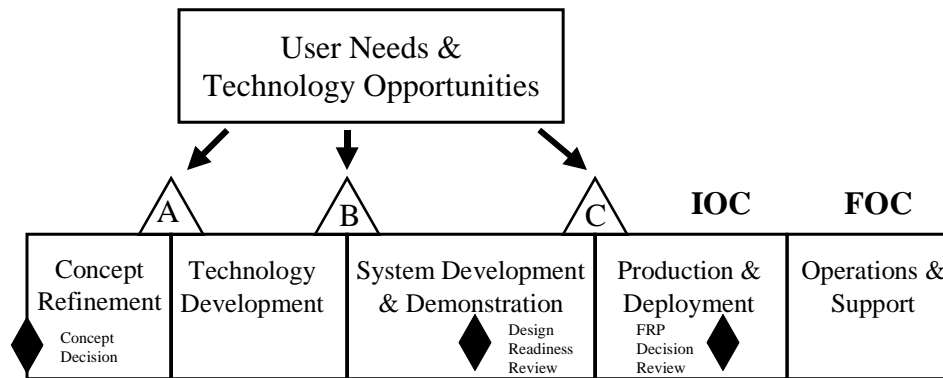 User Needs &
Technology Opportunities
A
B
C
IOC
FOC
Concept
Refinement
Technology
Development
System Development
& Demonstration
Production &
Deployment
Operations &
Support
Concept
Decision
Design
Readiness
Review
FRP
Decision
Review